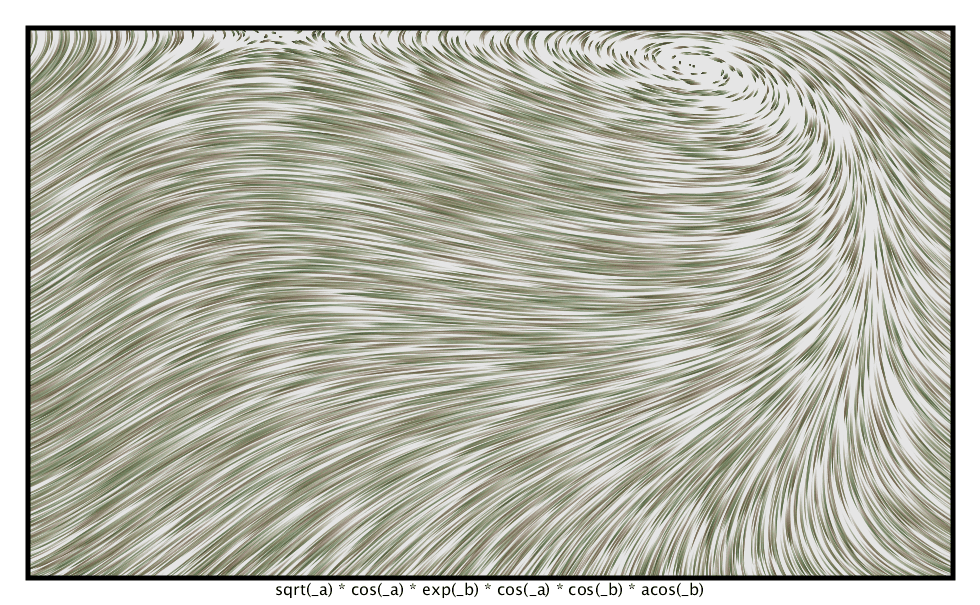 sqrt(_a) * cos(_a) * exp(_b) * cos(_a) * cos(_b) * acos(_b)